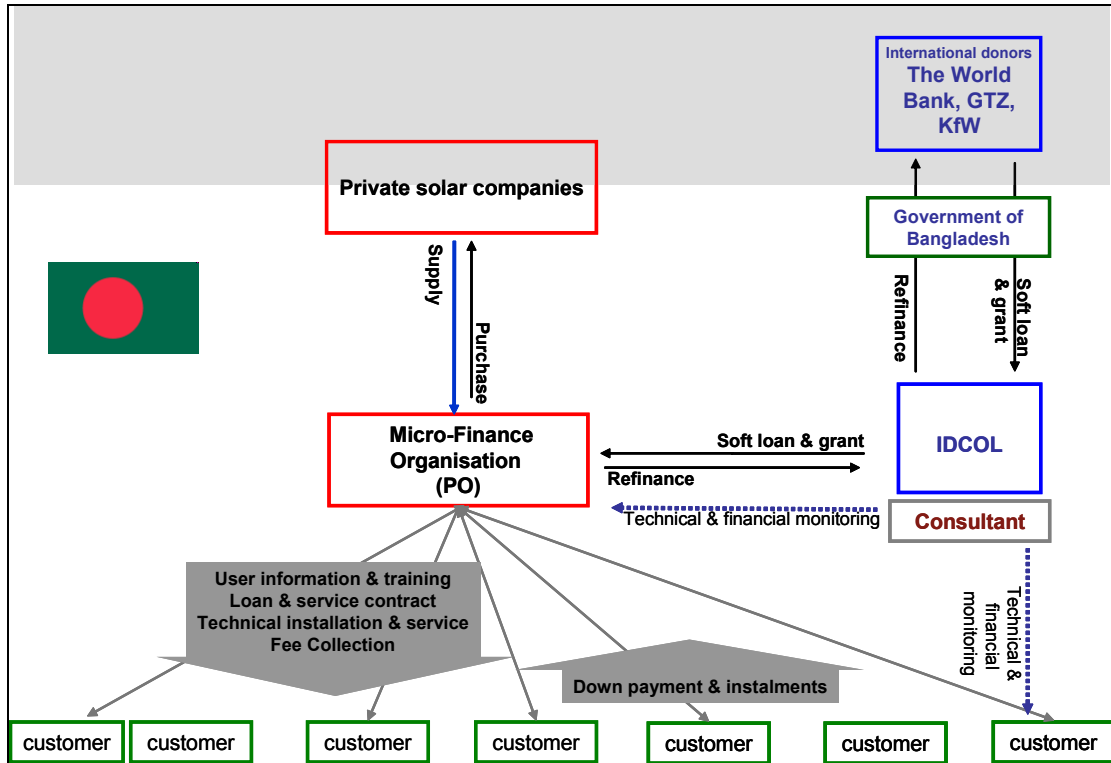 International donors
The World
Bank, GTZ,
KfW
Private solar companies
Government of
Bangladesh
Supply
Purchase
Refinance
Soft loan
& grant
Micro-Finance
Organisation
(PO)
Soft loan & grant
Refinance
IDCOL
Technical & financial monitoring
Consultant
User information & training
Loan & service contract
Technical installation & service
Fee Collection
Technical &
financial
monitoring
Down payment & instalments
customer
customer
customer
customer
customer
customer
customer